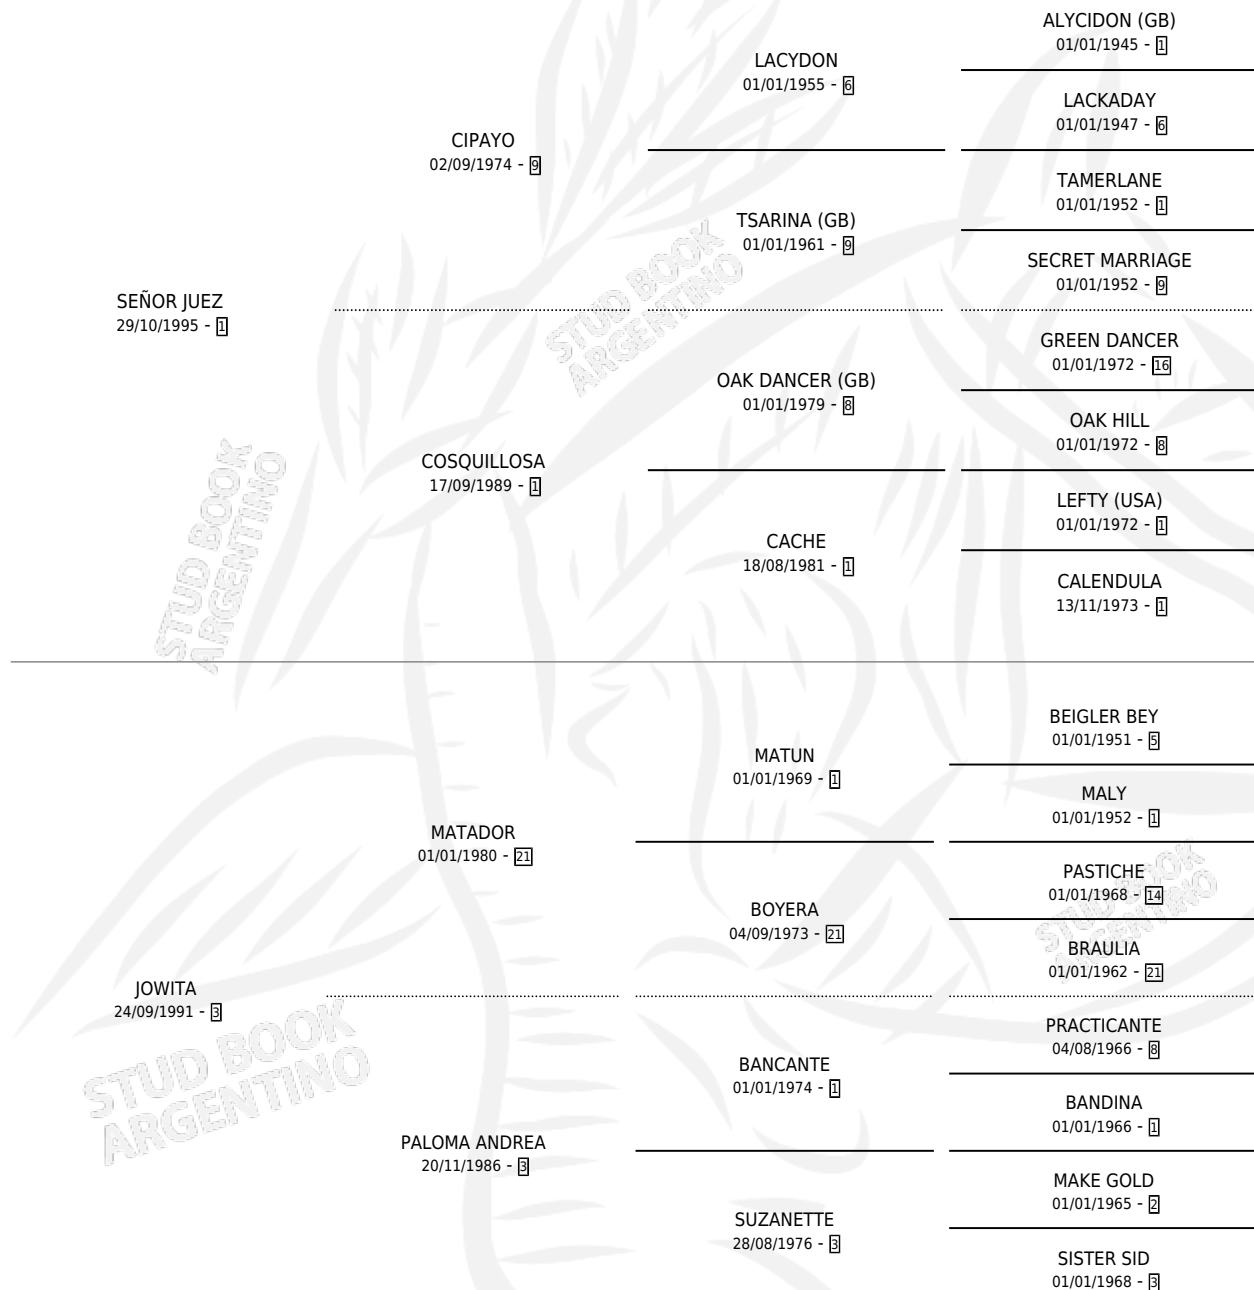 SEÑOR JUEZ
29/10/1995 - 1
CIPAYO
02/09/1974 - 9
COSQUILLOSA
17/09/1989 - 1
LACYDON
01/01/1955 - 6
TSARINA (GB)
01/01/1961 - 9
OAK DANCER (GB)
01/01/1979 - 8
CACHE
18/08/1981 - 1
ALYCIDON (GB)
01/01/1945 - 1
LACKADAY
01/01/1947 - 6
TAMERLANE
01/01/1952 - 1
SECRET MARRIAGE
01/01/1952 - 9
GREEN DANCER
01/01/1972 - 16
OAK HILL
01/01/1972 - 8
LEFTY (USA)
01/01/1972 - 1
CALENDULA
13/11/1973 - 1
JOWITA
24/09/1991 - 3
MATADOR
01/01/1980 - 21
PALOMA ANDREA
20/11/1986 - 3
MATUN
01/01/1969 - 1
BOYERA
04/09/1973 - 21
BANCANTE
01/01/1974 - 1
SUZANETTE
28/08/1976 - 3
BEIGLER BEY
01/01/1951 - 5
MALY
01/01/1952 - 1
PASTICHE
01/01/1968 - 14
BRAULIA
01/01/1962 - 21
PRACTICANTE
04/08/1966 - 8
BANDINA
01/01/1966 - 1
MAKE GOLD
01/01/1965 - 2
SISTER SID
01/01/1968 - 3
STUD BOOK
ARGENTINO
STUD BOOK
ARGENTINO
STUD BOOK
ARGENTINO
STUD BOOK
ARGENTINO